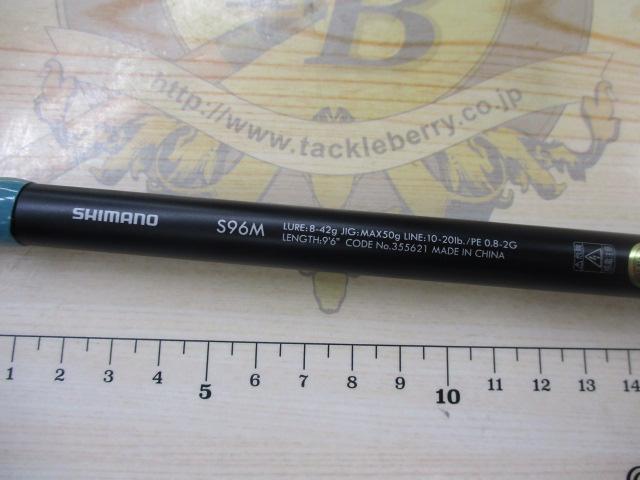 B
http://www.tackleberry.co.jp
SHIMANO
S96M
LURE:8-42g JIG:MAX50g LINE:10-20lb./PE 0.8-2G
LENGTH:9'6" CODE No.355621 MADE IN CHINA
1 2 3 4 5 6 7 8 9 10 11 12 13 14